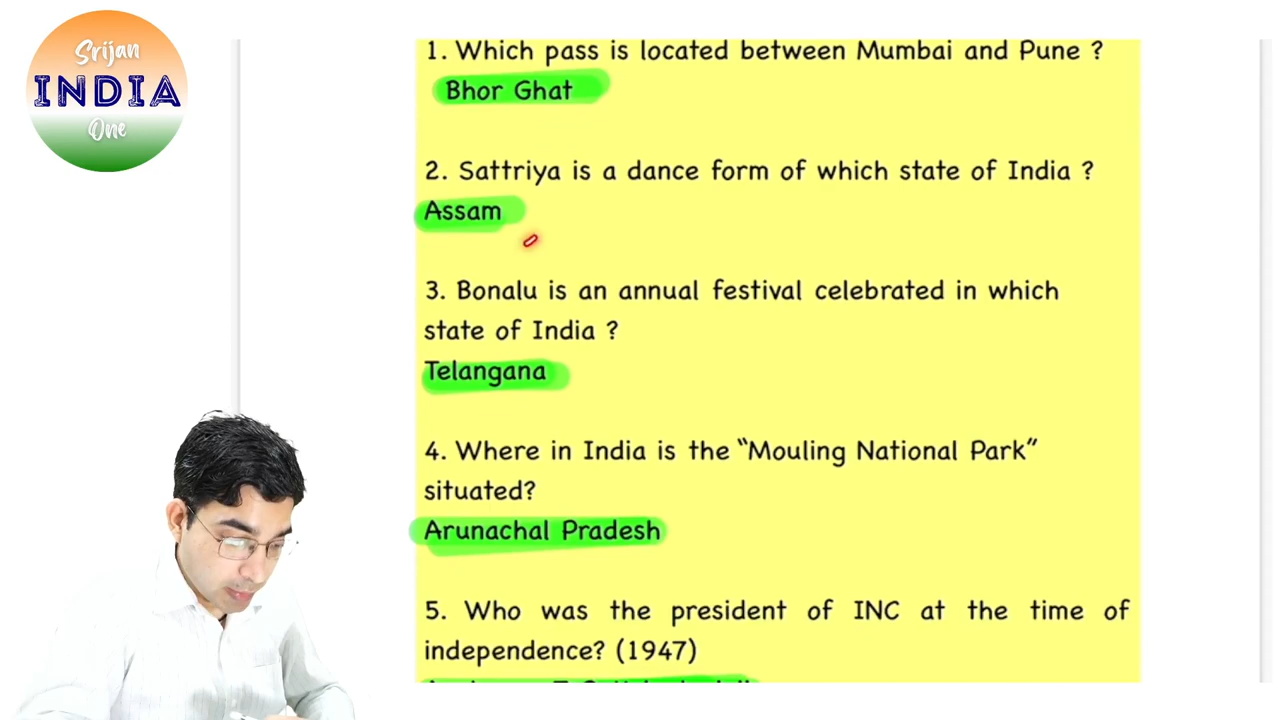 Srijan
INDIA
One
1. Which pass is located between Mumbai and Pune ?
Bhor Ghat
2. Sattriya is a dance form of which state of India ?
Assam
3. Bonalu is an annual festival celebrated in which
state of India ?
Telangana
4. Where in India is the “Mouling National Park”
situated?
Arunachal Pradesh
5. Who was the president of INC at the time of
independence? (1947)